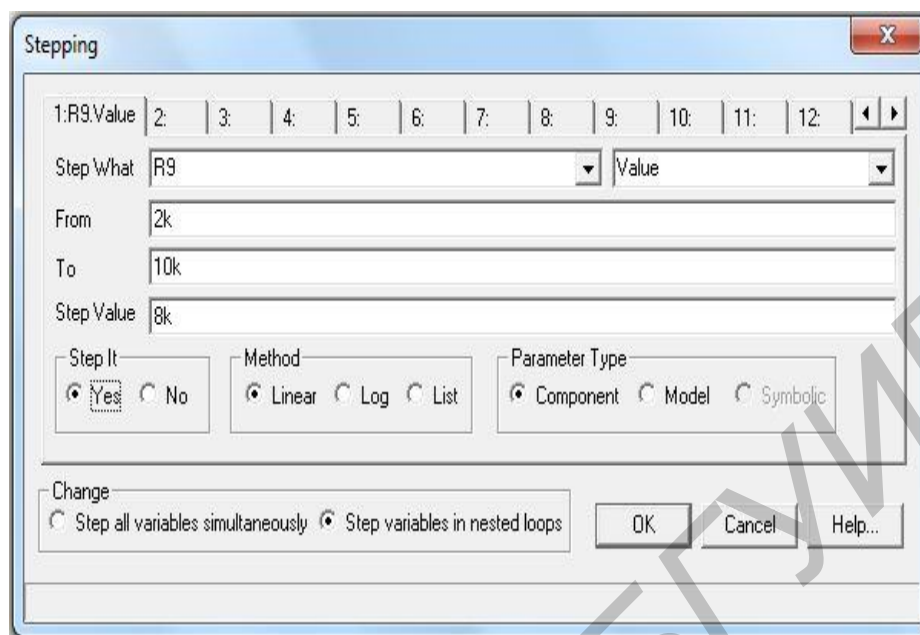 Stepping
1:R9.Value 2: 3: 4: 5: 6: 7: 8: 9: 10: 11: 12:
Step What R9 Value
From 2k
To 10k
Step Value 8k
Step It Method Parameter Type
Yes No Linear Log List Component Model Symbolic
Change
Step all variables simultaneously Step variables in nested loops OK Cancel Help...